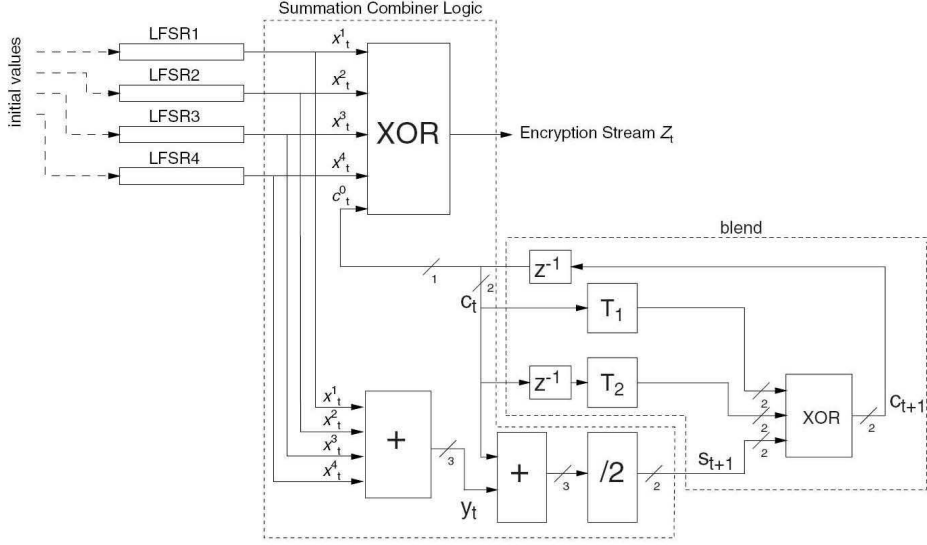 Summation Combiner Logic
initial values
LFSR1
LFSR2
LFSR3
LFSR4
x¹ₜ
x²ₜ
x³ₜ
x⁴ₜ
c⁰ₜ
XOR
Encryption Stream Zₜ
blend
z⁻¹
1
2
cₜ
T₁
z⁻¹
T₂
2
2
2
XOR
2
cₜ₊₁
x¹ₜ
x²ₜ
x³ₜ
x⁴ₜ
+
3
yₜ
+
3
/2
2
sₜ₊₁